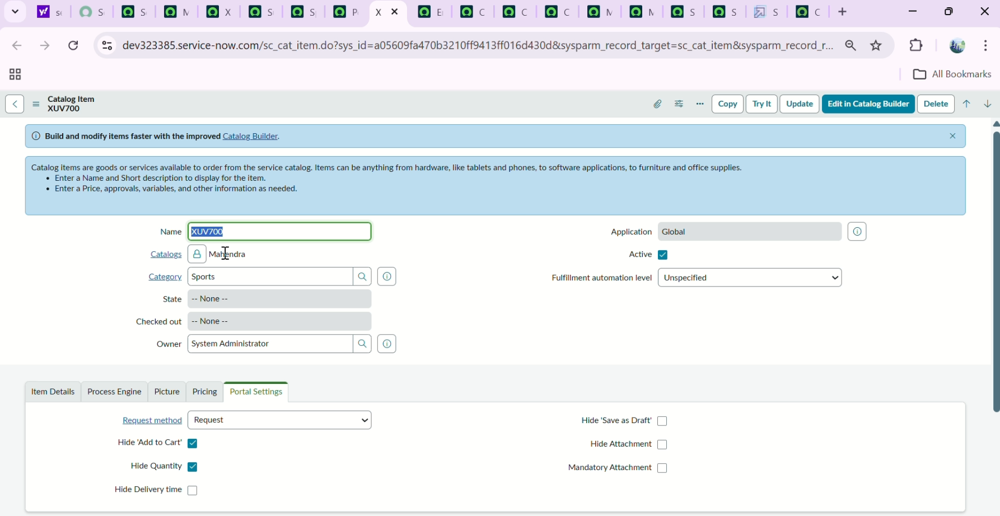 dev323385.service-now.com/sc_cat_item.do?sys_id=a05609fa470b3210ff9413ff016d430d&sysparm_record_target=sc_cat_item&sysparm_record_r...
All Bookmarks
Catalog Item
XUV700
Copy Try It Update Edit in Catalog Builder Delete
Build and modify items faster with the improved Catalog Builder.
Catalog items are goods or services available to order from the service catalog. Items can be anything from hardware, like tablets and phones, to software applications, to furniture and office supplies.
• Enter a Name and Short description to display for the item.
• Enter a Price, approvals, variables, and other information as needed.
Name XUV700
Application Global
Catalogs Mahendra
Active
Category Sports
Fulfillment automation level Unspecified
State -- None --
Checked out -- None --
Owner System Administrator
Item Details Process Engine Picture Pricing Portal Settings
Request method Request
Hide 'Save as Draft'
Hide 'Add to Cart'
Hide Attachment
Hide Quantity
Mandatory Attachment
Hide Delivery time